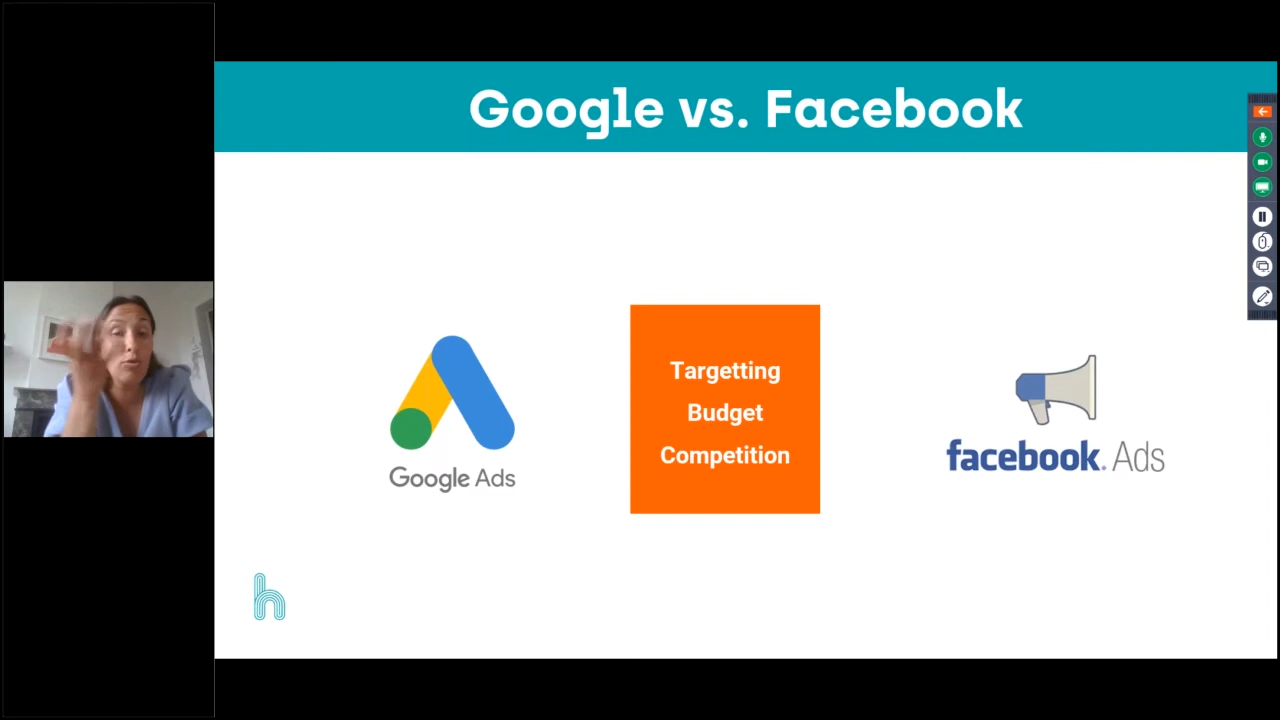 Google vs. Facebook
Targetting
Budget
Competition
Google Ads
facebook. Ads
h